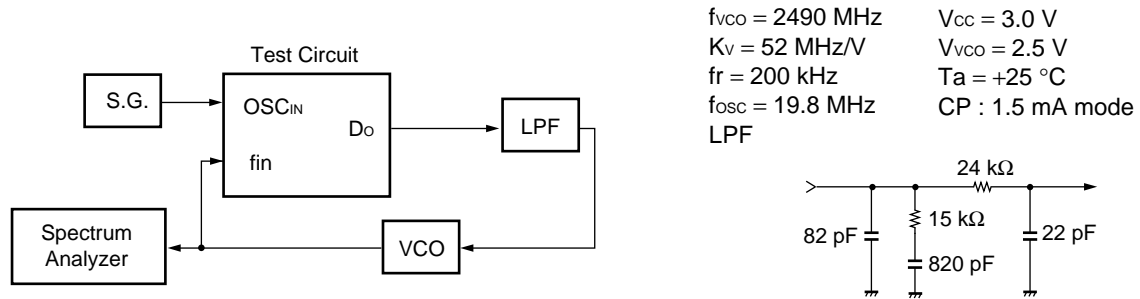 Test Circuit
S.G.
OSCIN
DO
fin
LPF
VCO
Spectrum
Analyzer
fVCO = 2490 MHz
KV = 52 MHz/V
fr = 200 kHz
fOSC = 19.8 MHz
LPF
VCC = 3.0 V
VVCO = 2.5 V
Ta = +25 °C
CP : 1.5 mA mode
24 kΩ
15 kΩ
82 pF
22 pF
820 pF